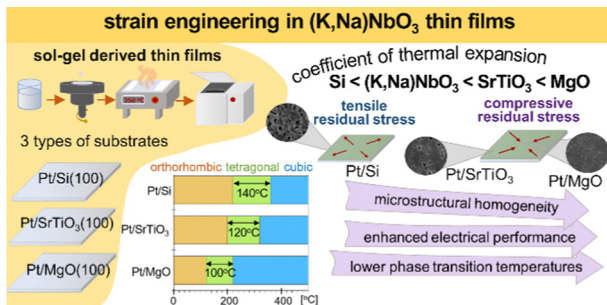 strain engineering in (K,Na)NbO₃ thin films
sol-gel derived thin films
350°C
3 types of substrates
Pt/Si(100)
Pt/SrTiO₃(100)
Pt/MgO(100)
orthorhombic tetragonal cubic
Pt/Si
140°C
Pt/SrTiO₃
120°C
Pt/MgO
100°C
0 200 400 [°C]
coefficient of thermal expansion
Si < (K,Na)NbO₃ < SrTiO₃ < MgO
tensile
residual stress
compressive
residual stress
Pt/Si
Pt/SrTiO₃
Pt/MgO
microstructural homogeneity
enhanced electrical performance
lower phase transition temperatures